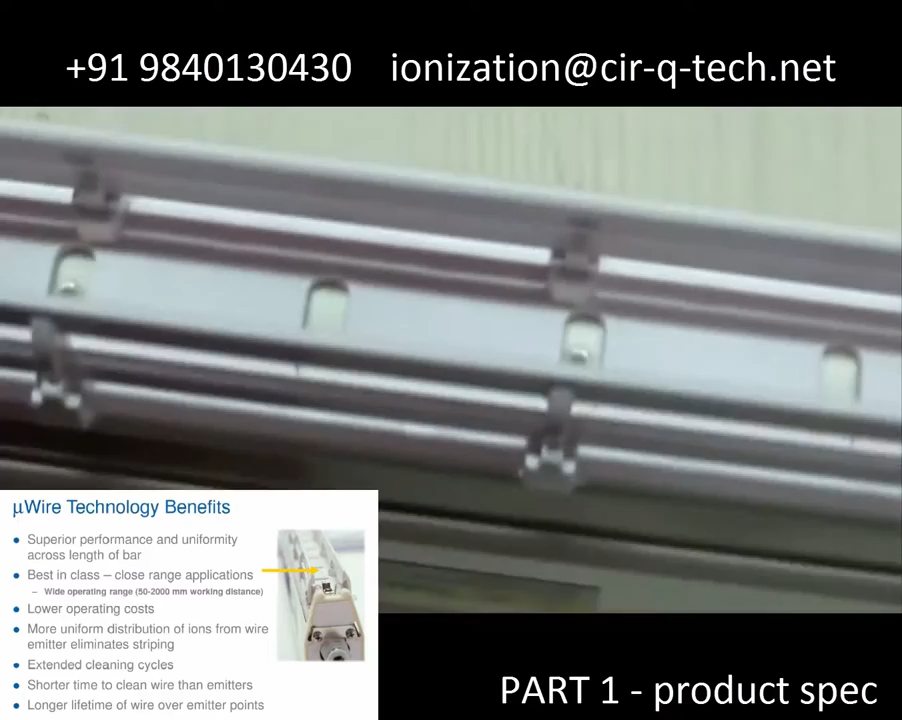 +91 9840130430 ionization@cir-q-tech.net
μWire Technology Benefits
• Superior performance and uniformity
across length of bar
• Best in class – close range applications
– Wide operating range (50-2000 mm working distance)
• Lower operating costs
• More uniform distribution of ions from wire
emitter eliminates striping
• Extended cleaning cycles
• Shorter time to clean wire than emitters
• Longer lifetime of wire over emitter points
PART 1 - product spec